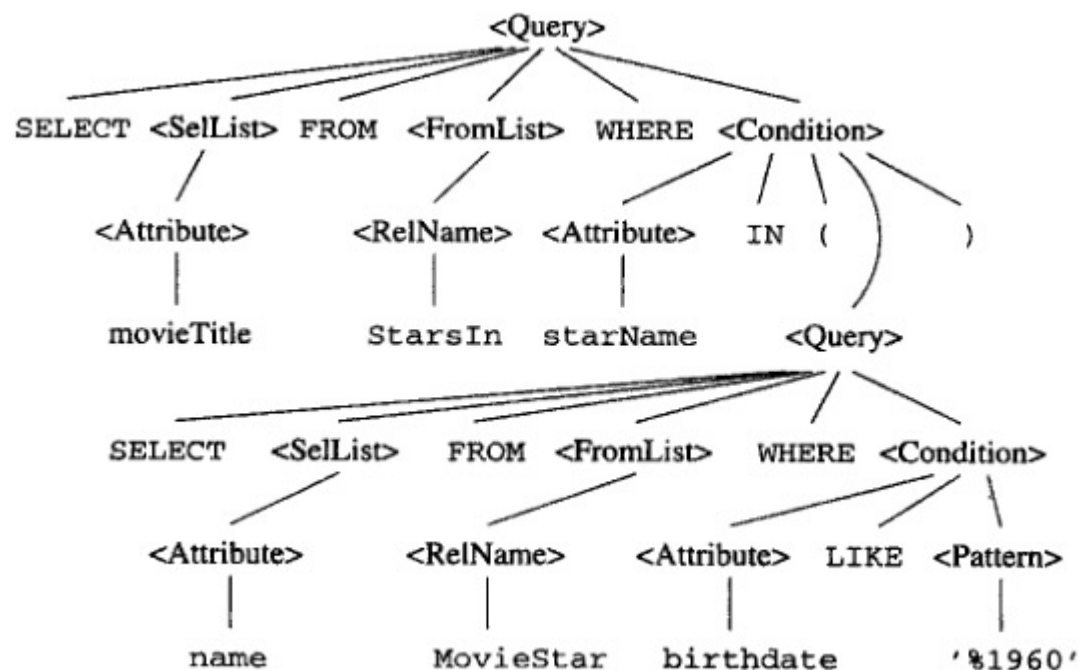 <Query>
SELECT <SelList> FROM <FromList> WHERE <Condition>
<Attribute> <RelName> <Attribute> IN ( )
movieTitle StarsIn starName <Query>
SELECT <SelList> FROM <FromList> WHERE <Condition>
<Attribute> <RelName> <Attribute> LIKE <Pattern>
name MovieStar birthdate '%1960'